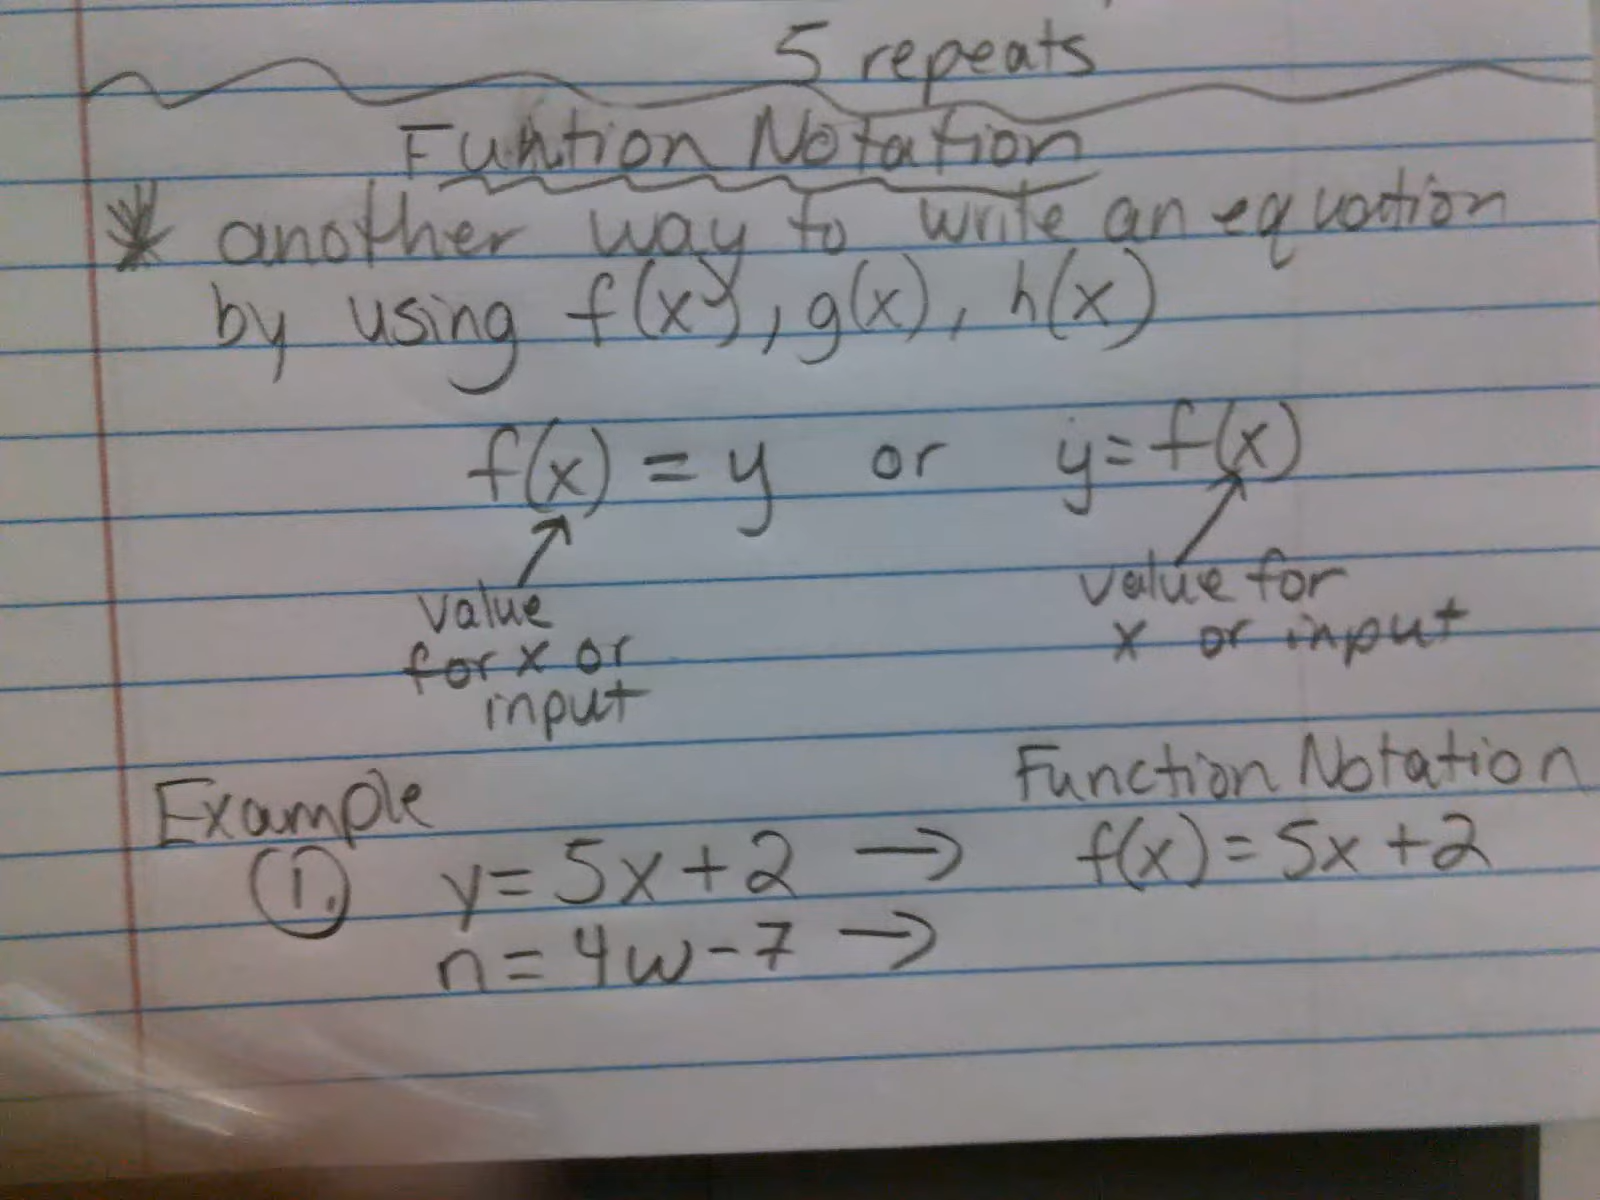 5 repeats
Funtion Notation
* another way to write an equation
by using f(x), g(x), h(x)
f(x) = y or y = f(x)
value for x or input
value for x or input
Example Function Notation
1. y = 5x + 2 → f(x) = 5x + 2
n = 4w - 7 →